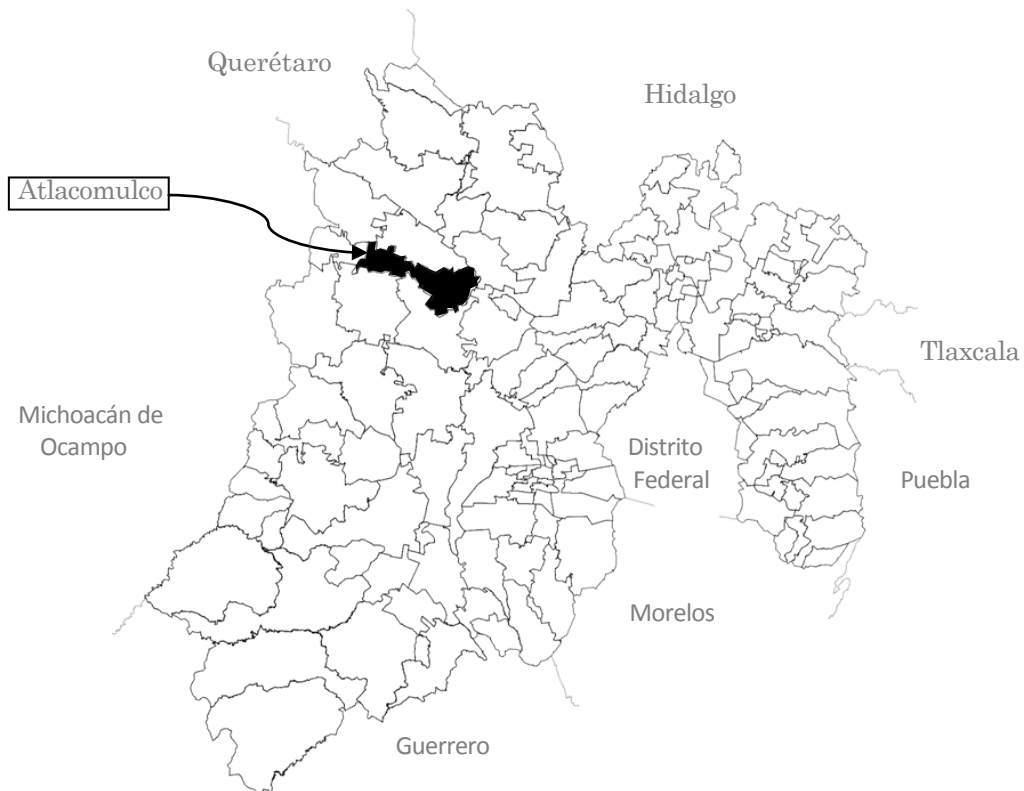 Querétaro
Hidalgo
Atlacomulco
Tlaxcala
Michoacán de
Ocampo
Distrito
Federal
Puebla
Morelos
Guerrero